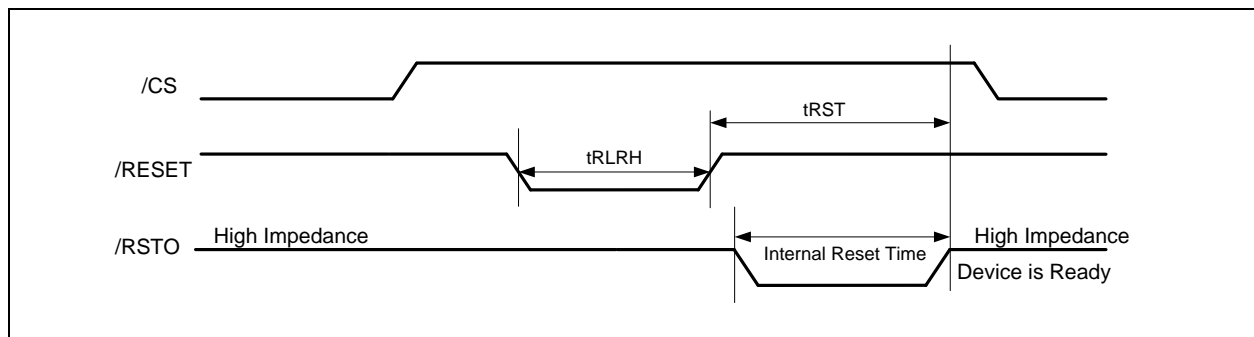 /CS
tRST
tRLRH
/RESET
/RSTO
High Impedance
High Impedance
Internal Reset Time
Device is Ready